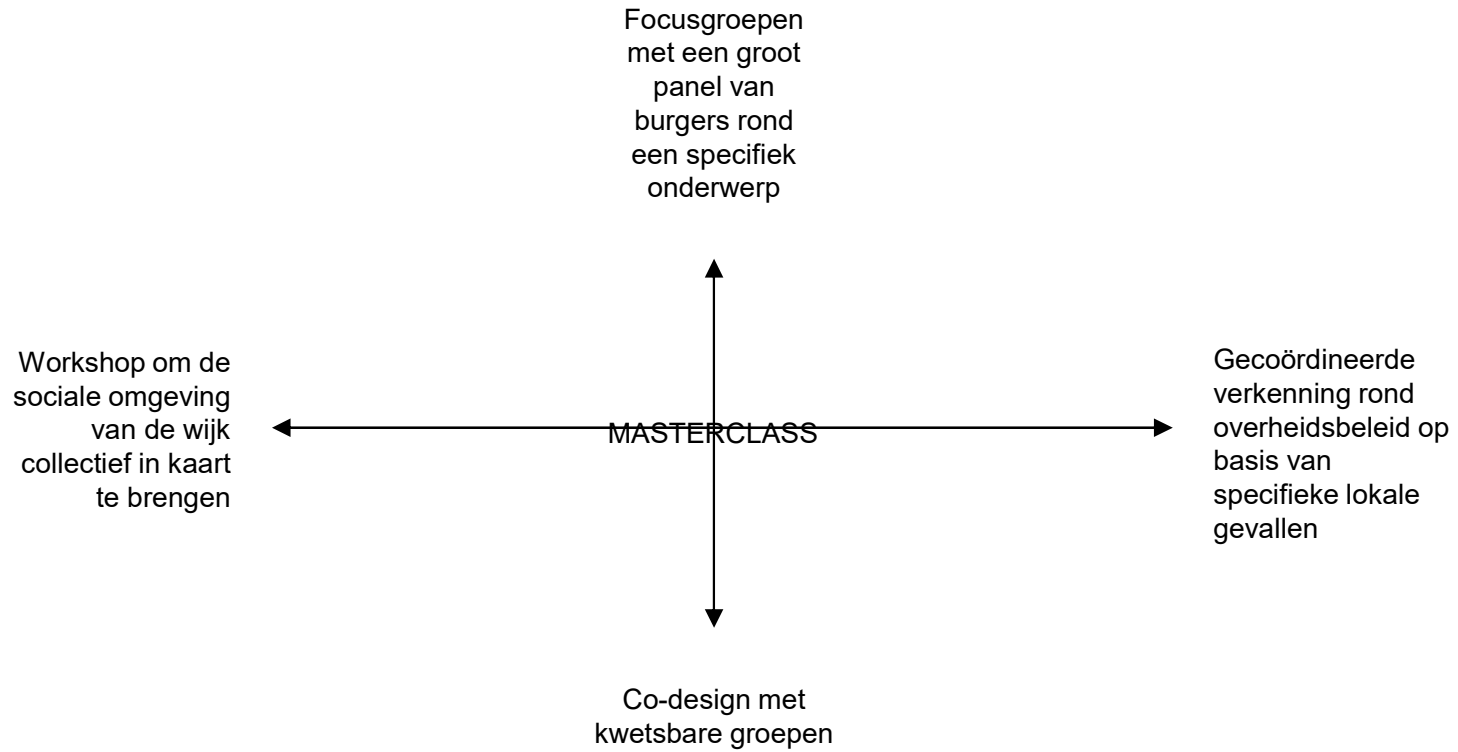 Focusgroepen
met een groot
panel van
burgers rond
een specifiek
onderwerp
Workshop om de
sociale omgeving
van de wijk
collectief in kaart
te brengen
MASTERCLASS
Gecoördineerde
verkenning rond
overheidsbeleid op
basis van
specifieke lokale
gevallen
Co-design met
kwetsbare groepen